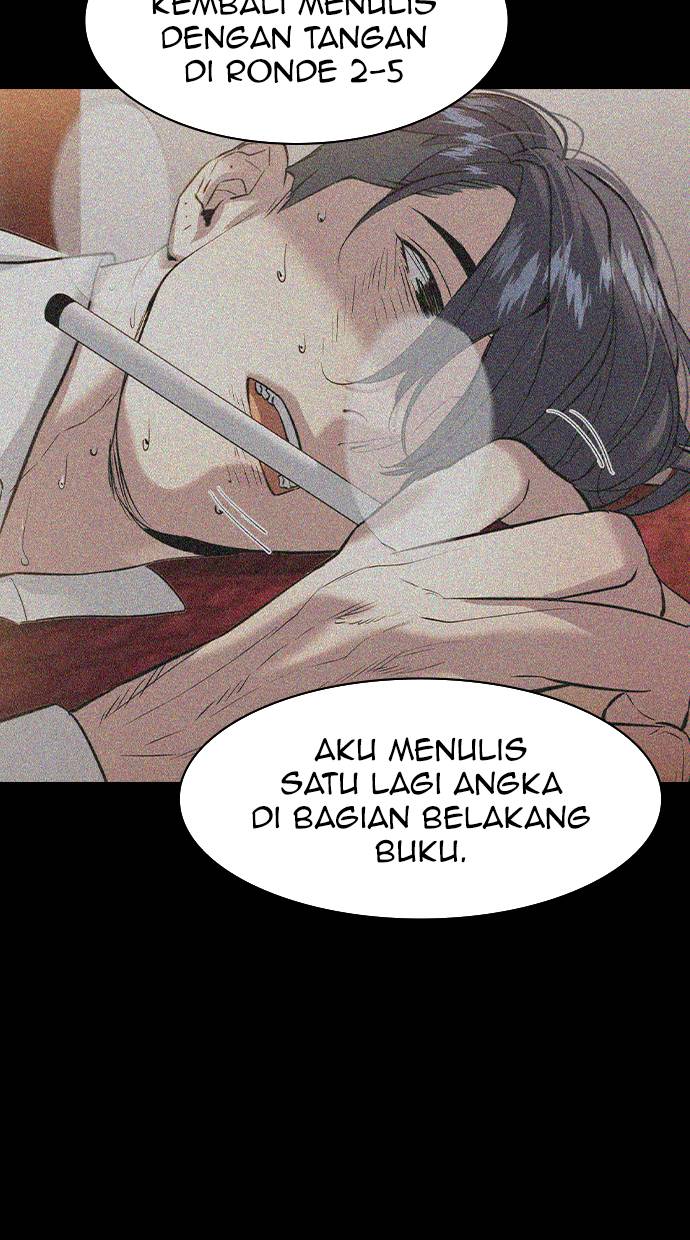 KEMBALI MENULIS
DENGAN TANGAN
DI RONDE 2-5
AKU MENULIS
SATU LAGI ANGKA
DI BAGIAN BELAKANG
BUKU.